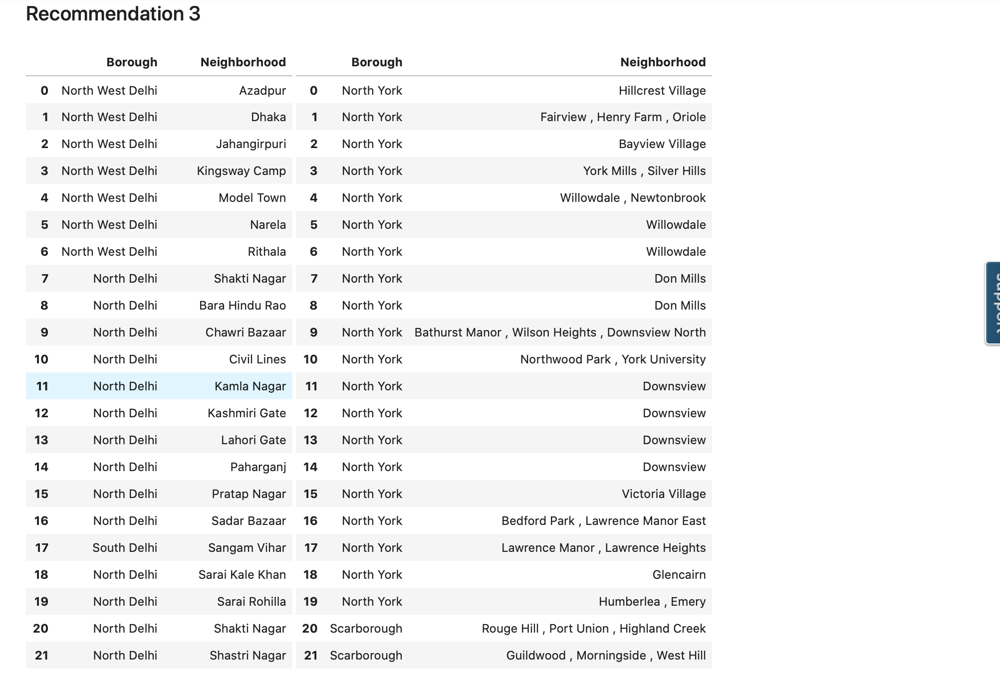 Recommendation 3
Borough Neighborhood Borough Neighborhood
0 North West Delhi Azadpur 0 North York Hillcrest Village
1 North West Delhi Dhaka 1 North York Fairview , Henry Farm , Oriole
2 North West Delhi Jahangirpuri 2 North York Bayview Village
3 North West Delhi Kingsway Camp 3 North York York Mills , Silver Hills
4 North West Delhi Model Town 4 North York Willowdale , Newtonbrook
5 North West Delhi Narela 5 North York Willowdale
6 North West Delhi Rithala 6 North York Willowdale
7 North Delhi Shakti Nagar 7 North York Don Mills
8 North Delhi Bara Hindu Rao 8 North York Don Mills
9 North Delhi Chawri Bazaar 9 North York Bathurst Manor , Wilson Heights , Downsview North
10 North Delhi Civil Lines 10 North York Northwood Park , York University
11 North Delhi Kamla Nagar 11 North York Downsview
12 North Delhi Kashmiri Gate 12 North York Downsview
13 North Delhi Lahori Gate 13 North York Downsview
14 North Delhi Paharganj 14 North York Downsview
15 North Delhi Pratap Nagar 15 North York Victoria Village
16 North Delhi Sadar Bazaar 16 North York Bedford Park , Lawrence Manor East
17 South Delhi Sangam Vihar 17 North York Lawrence Manor , Lawrence Heights
18 North Delhi Sarai Kale Khan 18 North York Glencairn
19 North Delhi Sarai Rohilla 19 North York Humberlea , Emery
20 North Delhi Shakti Nagar 20 Scarborough Rouge Hill , Port Union , Highland Creek
21 North Delhi Shastri Nagar 21 Scarborough Guildwood , Morningside , West Hill
Support